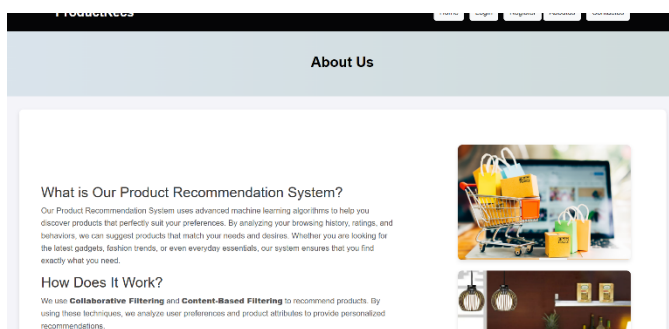 ProductRecs
Home Login Register AboutUs ContactUs
About Us
What is Our Product Recommendation System?
Our Product Recommendation System uses advanced machine learning algorithms to help you
discover products that perfectly suit your preferences. By analyzing your browsing history, ratings, and
behaviors, we can suggest products that match your needs and desires. Whether you are looking for
the latest gadgets, fashion trends, or even everyday essentials, our system ensures that you find
exactly what you need.
How Does It Work?
We use Collaborative Filtering and Content-Based Filtering to recommend products. By
using these techniques, we analyze user preferences and product attributes to provide personalized
recommendations.